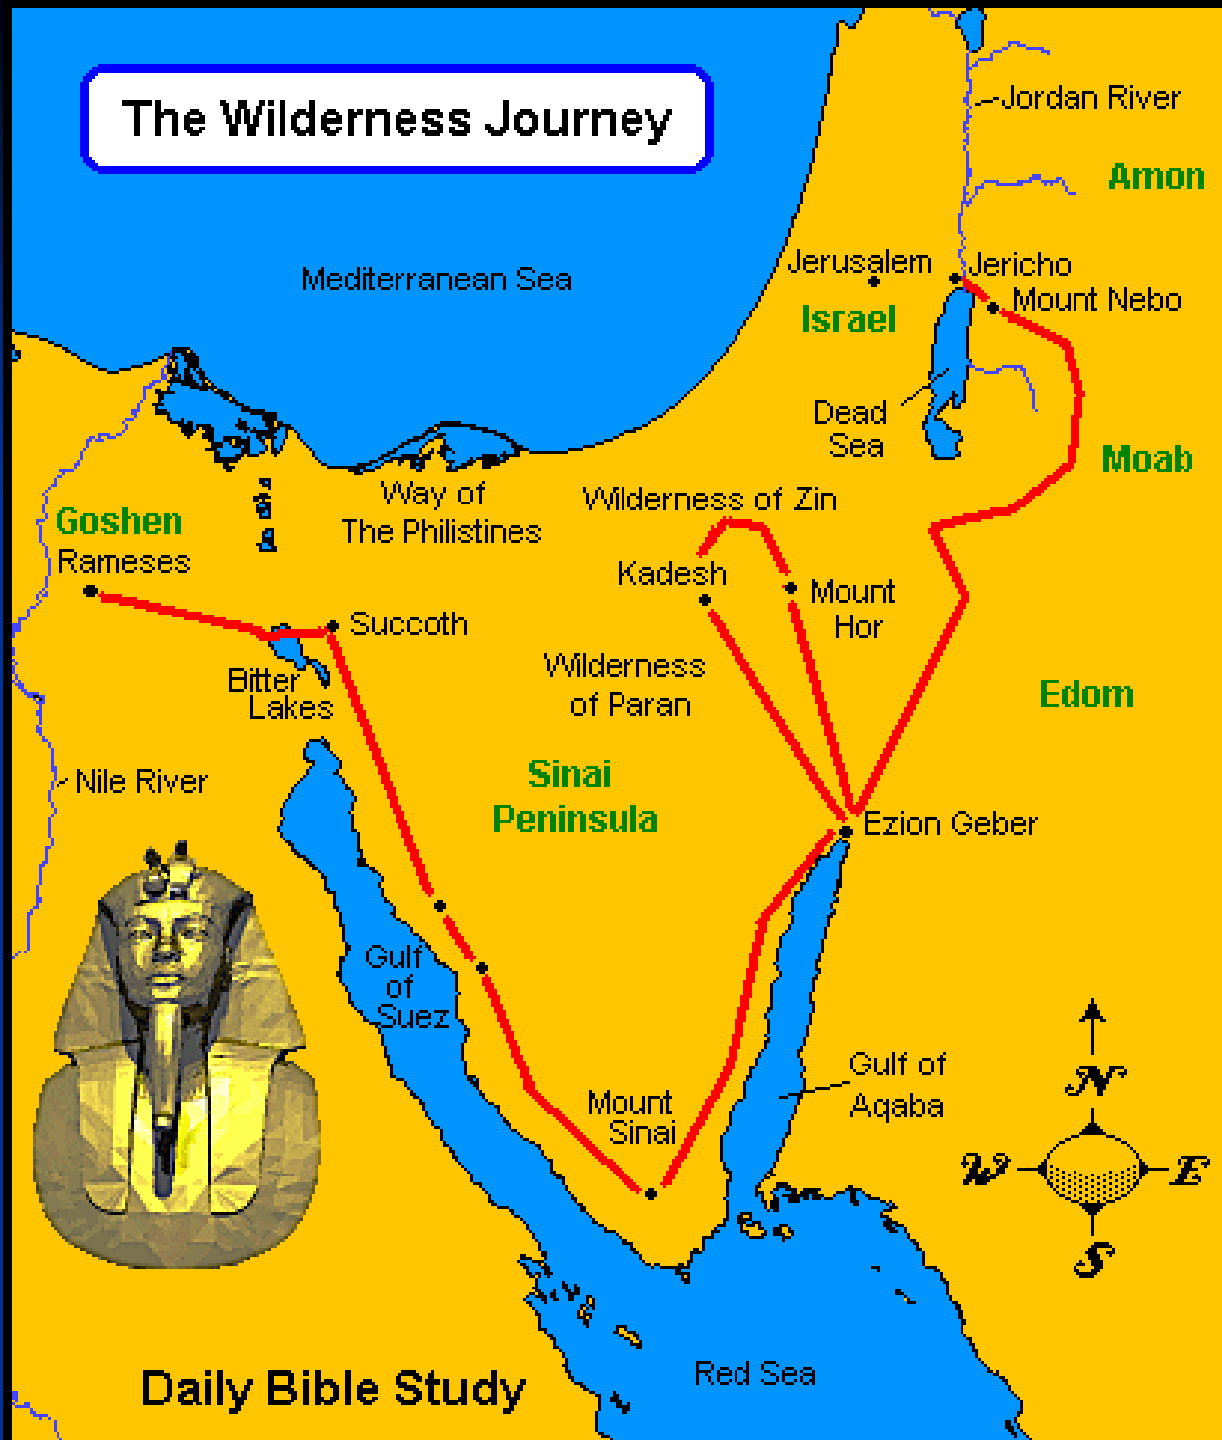 The Wilderness Journey
Jordan River
Amon
Mediterranean Sea
Jerusalem
Jericho
Mount Nebo
Israel
Dead
Sea
Moab
Way of
The Philistines
Wilderness of Zin
Goshen
Rameses
Kadesh
Mount
Hor
Succoth
Bitter
Lakes
Wilderness
of Paran
Edom
Nile River
Sinai
Peninsula
Ezion Geber
Gulf
of
Suez
Mount
Sinai
Gulf of
Aqaba
N
W
E
S
Red Sea
Daily Bible Study